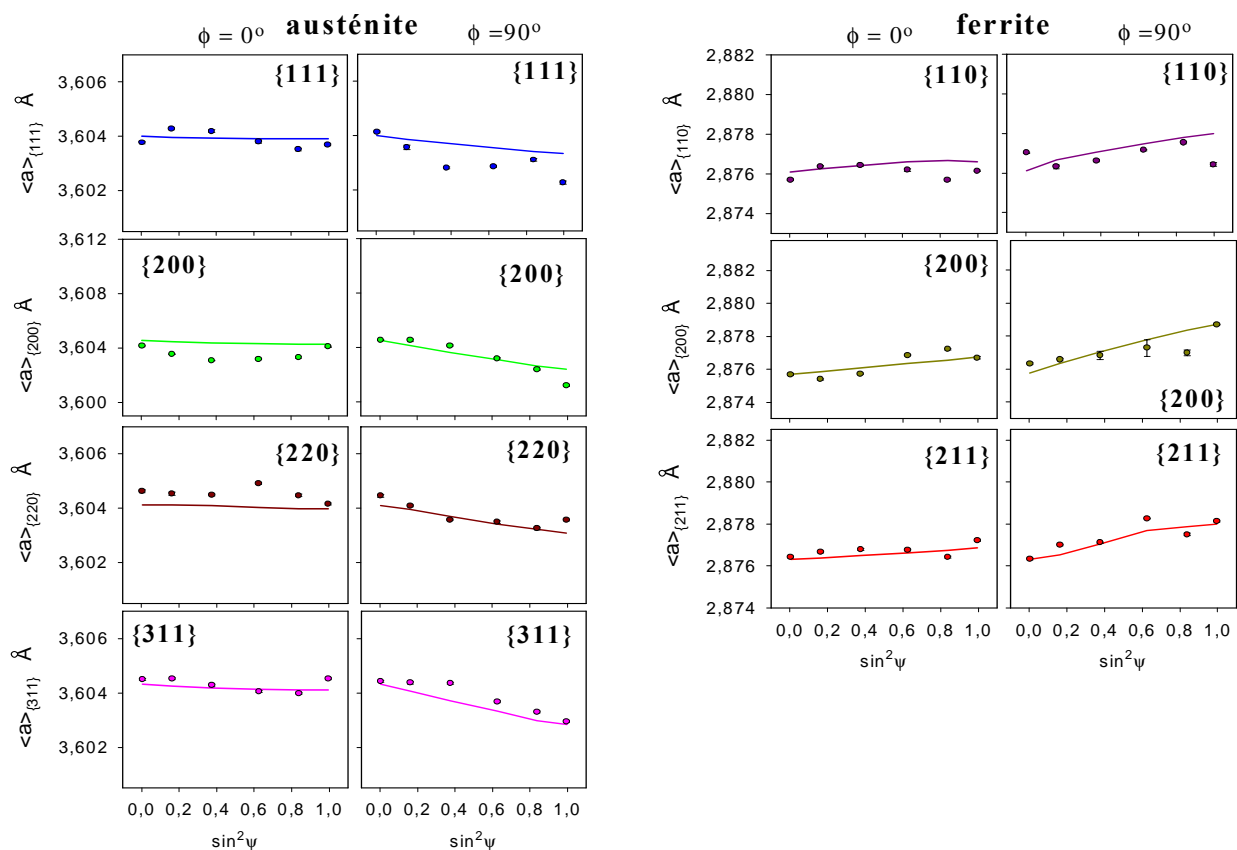 austénite
ϕ = 0º
ϕ =90º
{111}
{111}
3,606
3,604
3,602
<a>{111} Å
{200}
{200}
3,612
3,608
3,604
3,600
<a>{200} Å
{220}
{220}
3,606
3,604
3,602
<a>{220} Å
{311}
{311}
3,606
3,604
3,602
<a>{311} Å
0,0 0,2 0,4 0,6 0,8 1,0
0,0 0,2 0,4 0,6 0,8 1,0
sin²ψ
sin²ψ
ferrite
ϕ = 0º
ϕ =90º
{110}
{110}
2,882
2,880
2,878
2,876
2,874
<a>{110} Å
{200}
{200}
2,882
2,880
2,878
2,876
2,874
<a>{200} Å
{211}
{211}
2,882
2,880
2,878
2,876
2,874
<a>{211} Å
0,0 0,2 0,4 0,6 0,8 1,0
0,0 0,2 0,4 0,6 0,8 1,0
sin²ψ
sin²ψ